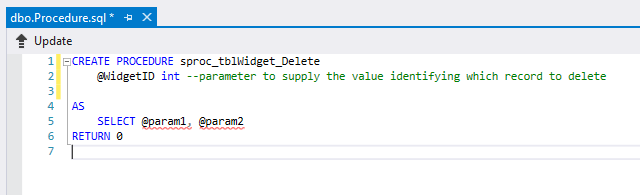 dbo.Procedure.sql *
Update
1 CREATE PROCEDURE sproc_tblWidget_Delete
2 @WidgetID int --parameter to supply the value identifying which record to delete
3
4 AS
5 SELECT @param1, @param2
6 RETURN 0
7